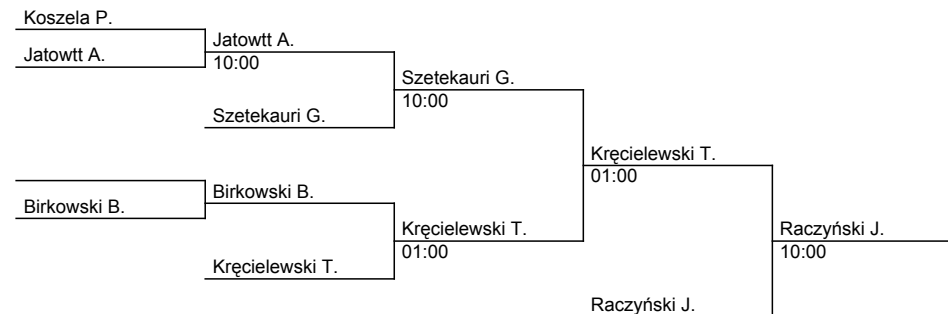 Koszela P.
Jatowtt A.
Jatowtt A.
10:00
Szetekauri G.
10:00
Szetekauri G.
Kręcielewski T.
01:00
Birkowski B.
Birkowski B.
Kręcielewski T.
01:00
Raczyński J.
10:00
Kręcielewski T.
Raczyński J.